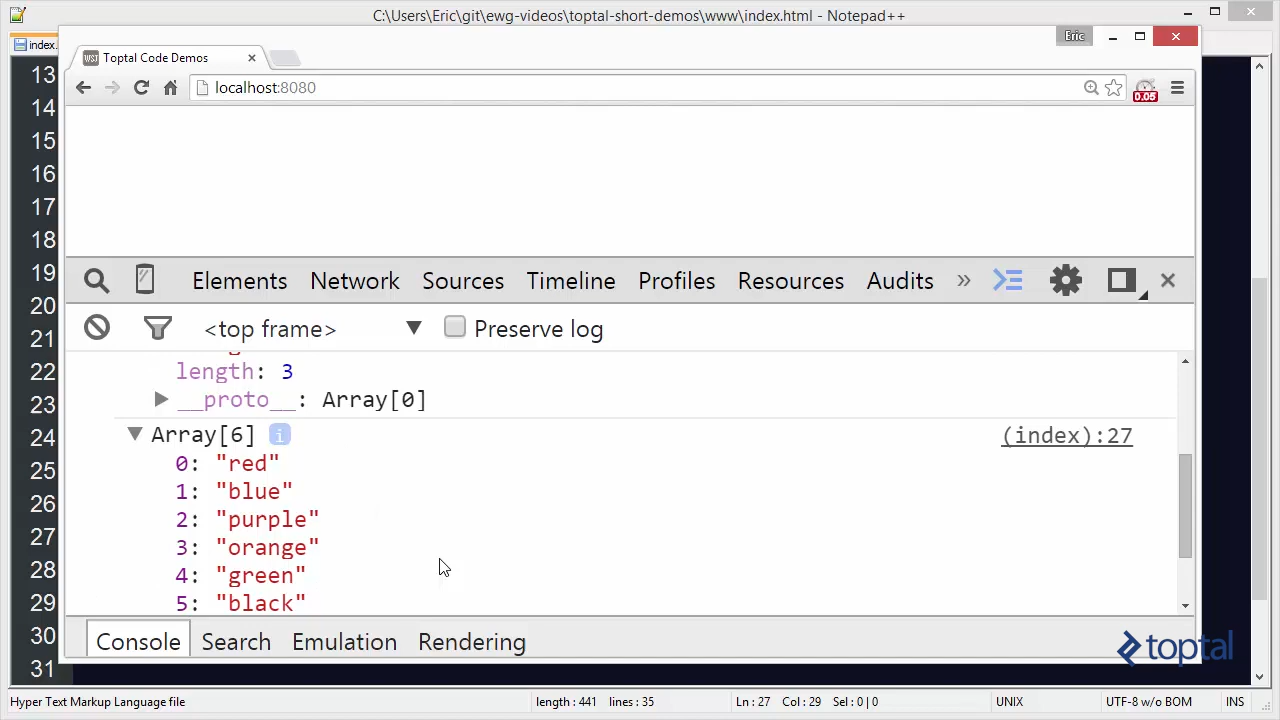 C:\Users\Eric\git\ewg-videos\toptal-short-demos\www\index.html - Notepad++
index.
Eric
Toptal Code Demos
localhost:8080
0.05
13
14
15
16
17
18
19
20
21
22
23
24
25
26
27
28
29
30
31
Elements Network Sources Timeline Profiles Resources Audits »
<top frame> Preserve log
length: 3
__proto__: Array[0]
Array[6] i (index):27
0: "red"
1: "blue"
2: "purple"
3: "orange"
4: "green"
5: "black"
Console Search Emulation Rendering
toptal
Hyper Text Markup Language file length : 441 lines : 35 Ln : 27 Col : 29 Sel : 0 | 0 UNIX UTF-8 w/o BOM INS